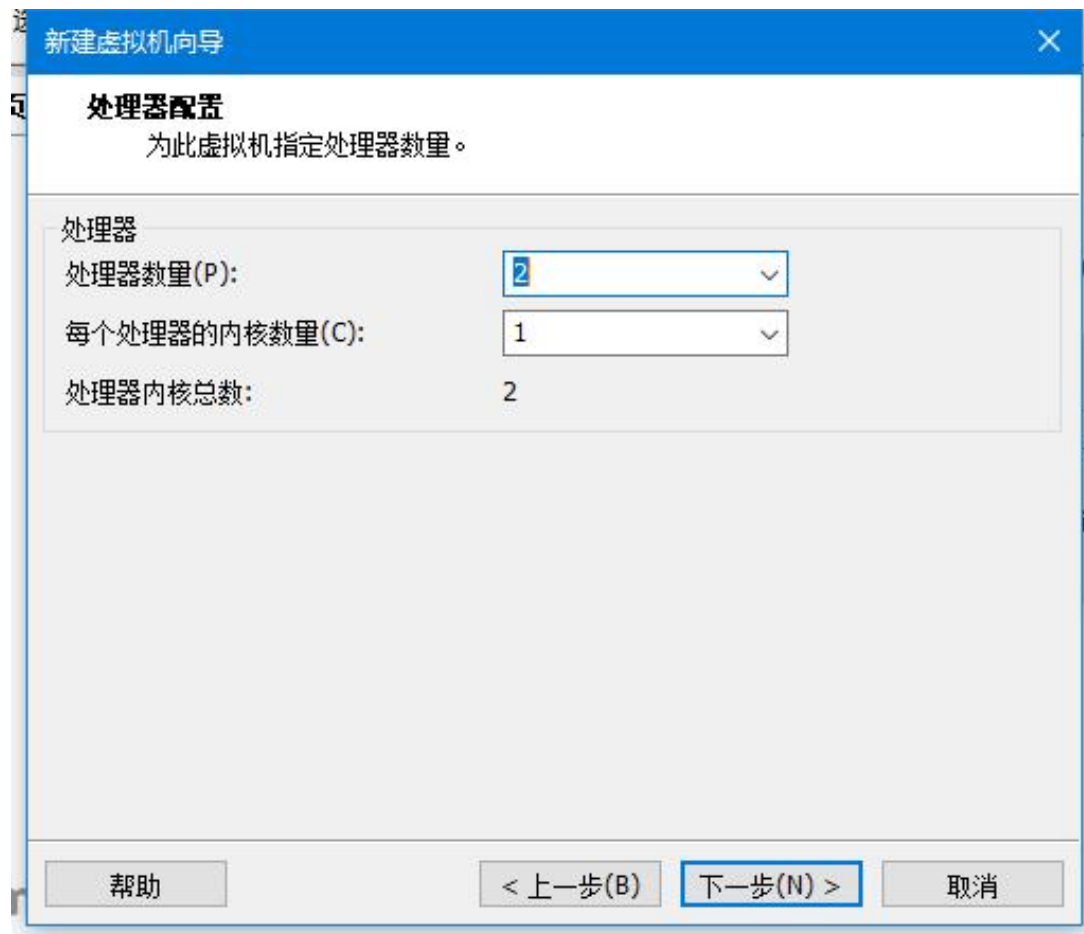 新建虚拟机向导
处理器配置
为此虚拟机指定处理器数量。
处理器
处理器数量(P): 2
每个处理器的内核数量(C): 1
处理器内核总数: 2
帮助 < 上一步(B) 下一步(N) > 取消